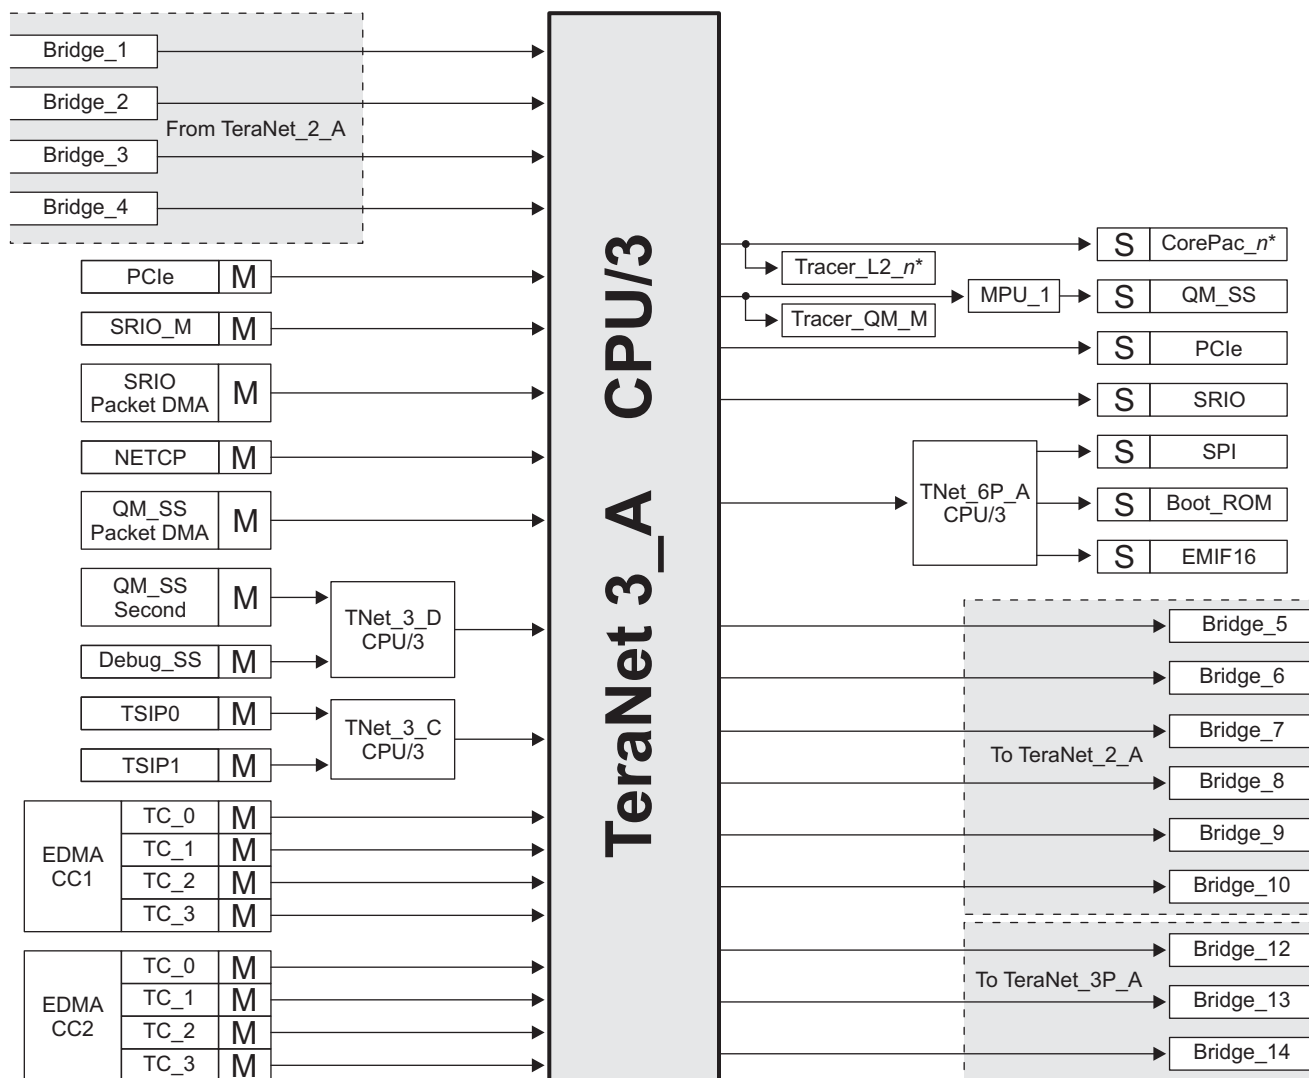 Bridge_1
Bridge_2
From TeraNet_2_A
Bridge_3
Bridge_4
PCIe M
SRIO_M M
SRIO
Packet DMA M
NETCP M
QM_SS
Packet DMA M
QM_SS
Second M
Debug_SS M
TNet_3_D
CPU/3
TSIP0 M
TSIP1 M
TNet_3_C
CPU/3
EDMA
CC1
TC_0 M
TC_1 M
TC_2 M
TC_3 M
EDMA
CC2
TC_0 M
TC_1 M
TC_2 M
TC_3 M
TeraNet 3_A CPU/3
S CorePac_n*
Tracer_L2_n*
MPU_1
S QM_SS
Tracer_QM_M
S PCIe
S SRIO
TNet_6P_A
CPU/3
S SPI
S Boot_ROM
S EMIF16
Bridge_5
Bridge_6
Bridge_7
To TeraNet_2_A
Bridge_8
Bridge_9
Bridge_10
Bridge_12
To TeraNet_3P_A
Bridge_13
Bridge_14